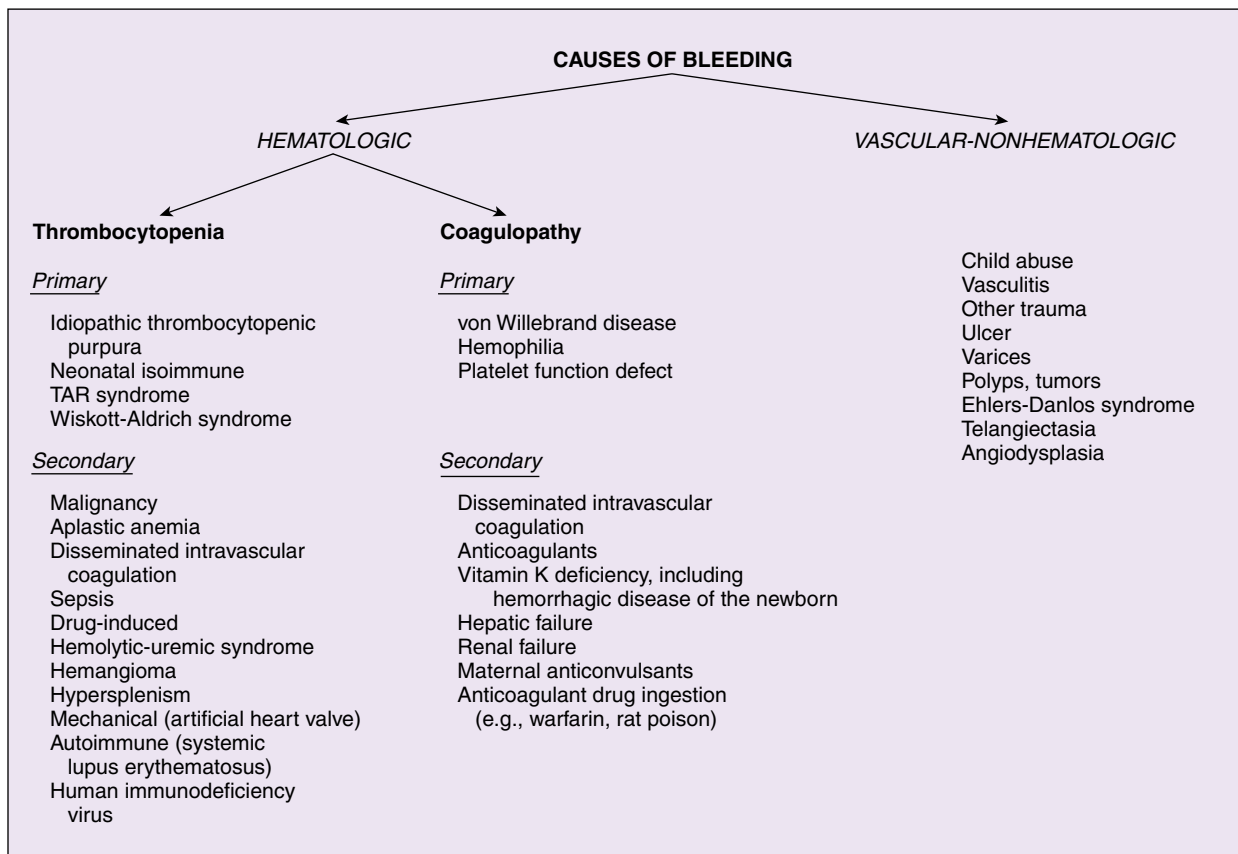 CAUSES OF BLEEDING
HEMATOLOGIC
VASCULAR-NONHEMATOLOGIC
Thrombocytopenia
Primary
Idiopathic thrombocytopenic
purpura
Neonatal isoimmune
TAR syndrome
Wiskott-Aldrich syndrome
Secondary
Malignancy
Aplastic anemia
Disseminated intravascular
coagulation
Sepsis
Drug-induced
Hemolytic-uremic syndrome
Hemangioma
Hypersplenism
Mechanical (artificial heart valve)
Autoimmune (systemic
lupus erythematosus)
Human immunodeficiency
virus
Coagulopathy
Primary
von Willebrand disease
Hemophilia
Platelet function defect
Secondary
Disseminated intravascular
coagulation
Anticoagulants
Vitamin K deficiency, including
hemorrhagic disease of the newborn
Hepatic failure
Renal failure
Maternal anticonvulsants
Anticoagulant drug ingestion
(e.g., warfarin, rat poison)
Child abuse
Vasculitis
Other trauma
Ulcer
Varices
Polyps, tumors
Ehlers-Danlos syndrome
Telangiectasia
Angiodysplasia